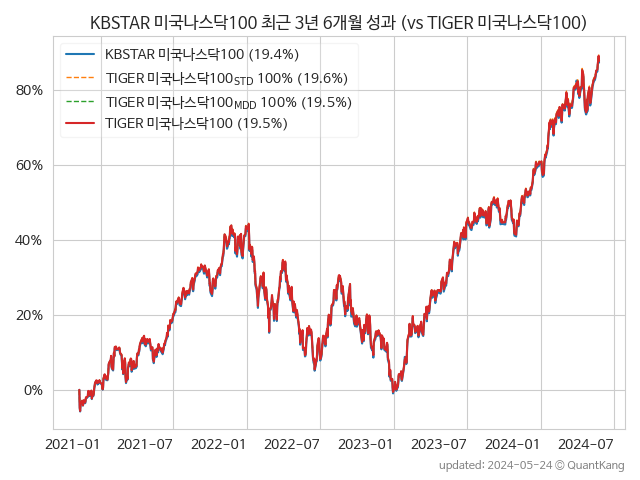 KBSTAR 미국나스닥100 최근 3년 6개월 성과 (vs TIGER 미국나스닥100)
KBSTAR 미국나스닥100 (19.4%)
TIGER 미국나스닥100STD 100% (19.6%)
TIGER 미국나스닥100MDD 100% (19.5%)
TIGER 미국나스닥100 (19.5%)
80%
60%
40%
20%
0%
2021-01 2021-07 2022-01 2022-07 2023-01 2023-07 2024-01 2024-07
updated: 2024-05-24 © QuantKang